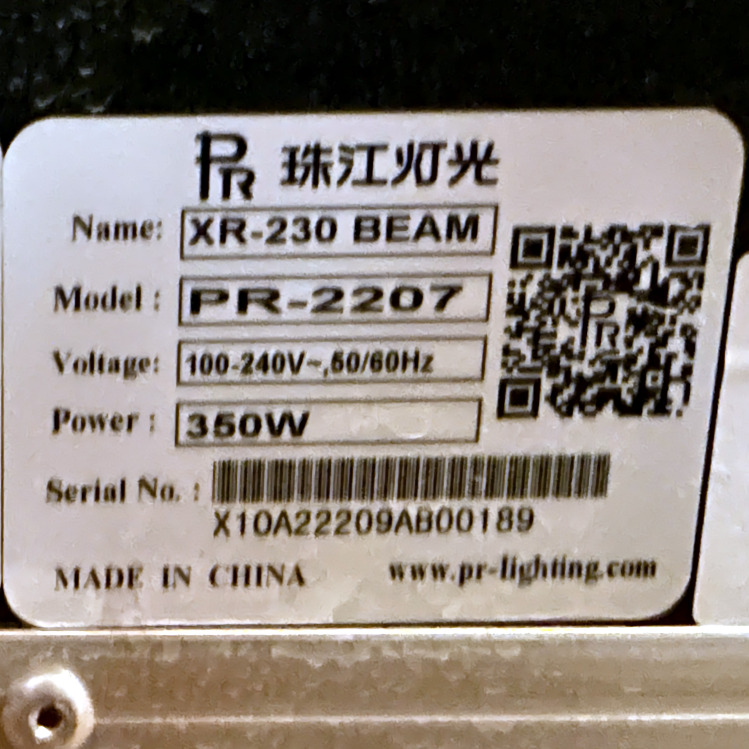 PR 珠江灯光
Name: XR-230 BEAM
Model : PR-2207
Voltage: 100-240V~,50/60Hz
Power : 350W
Serial No. :
X10A22209AB00189
MADE IN CHINA www.pr-lighting.com